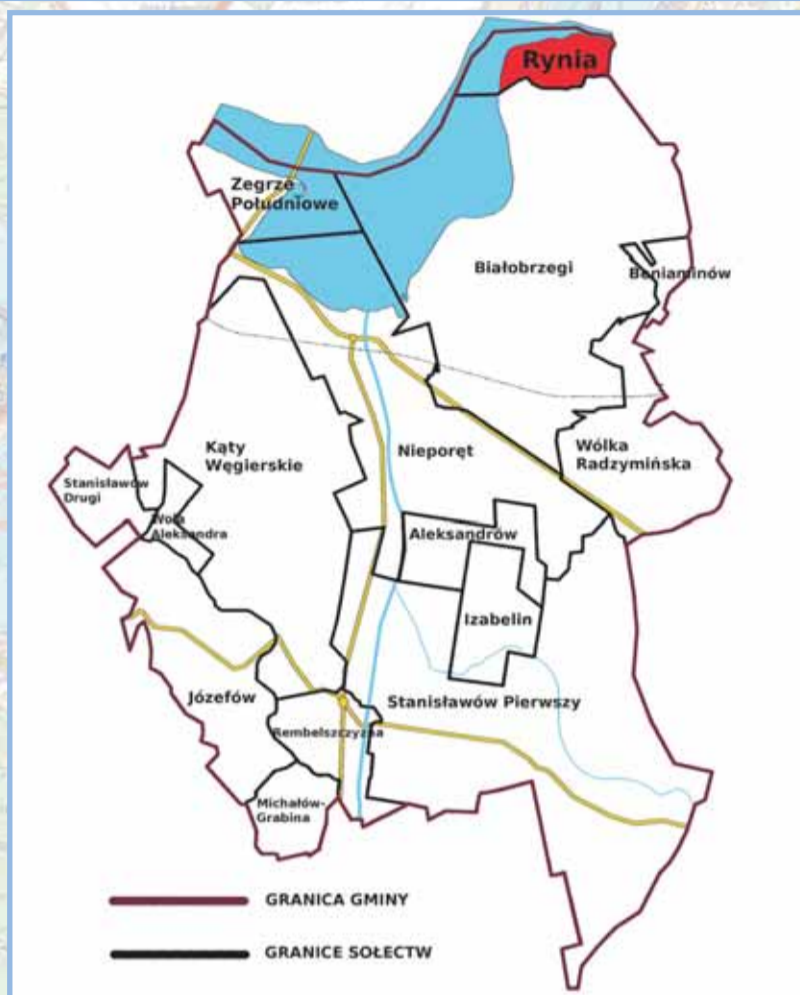 Rynia
Zegrze
Południowe
Białobrzegi
Beniaminów
Kąty
Węgierskie
Nieporęt
Wólka
Radzymińska
Stanisławów
Drugi
Wola
Aleksandra
Aleksandrów
Izabelin
Józefów
Stanisławów Pierwszy
Rembelszczyzna
Michałów-
Grabina
GRANICA GMINY
GRANICE SOŁECTW